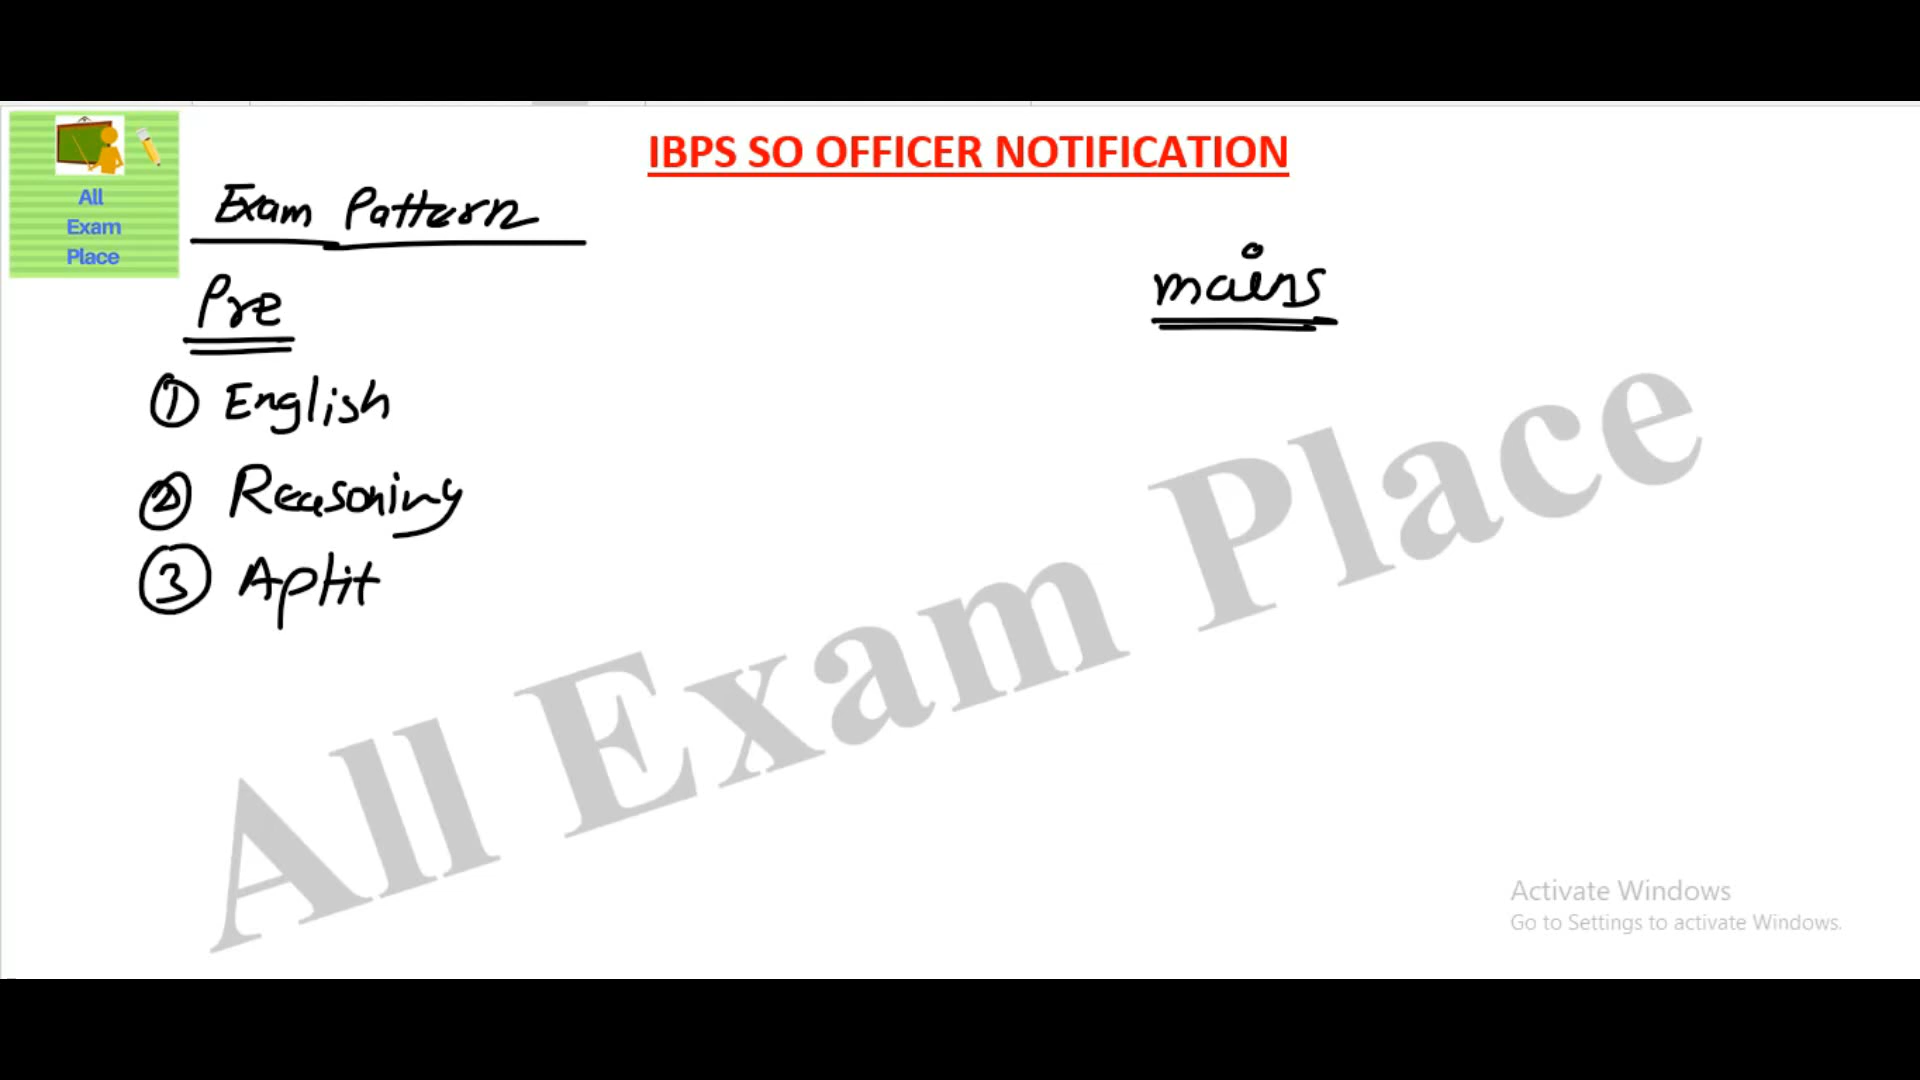 IBPS SO OFFICER NOTIFICATION
All
Exam
Place
Exam Pattern
Pre
mains
① English
② Reasoning
③ Aptit
All Exam Place
Activate Windows
Go to Settings to activate Windows.